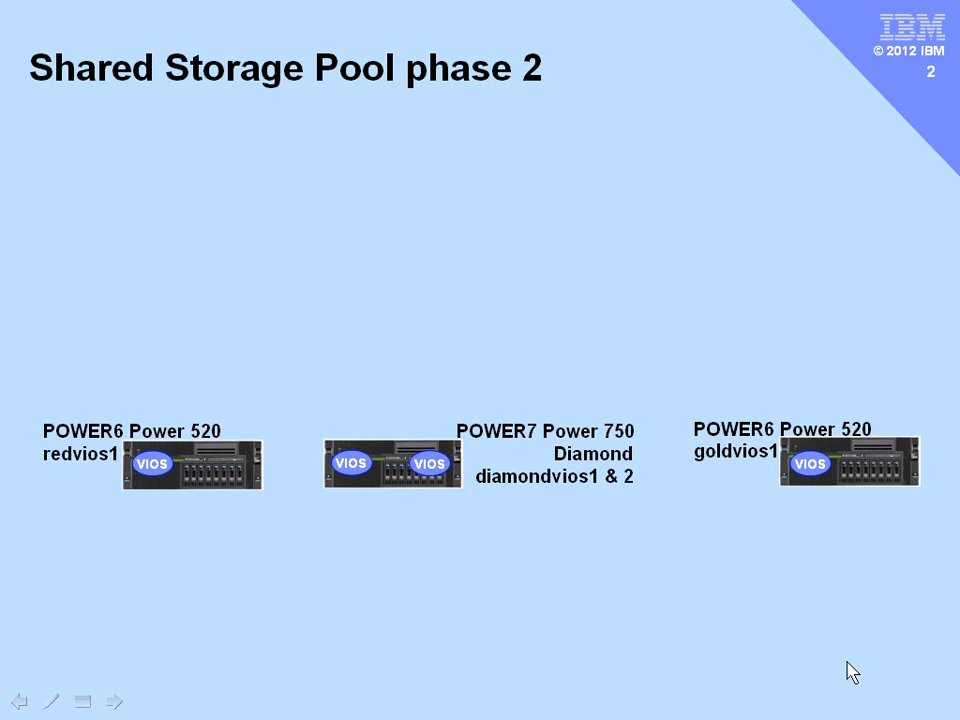 IBM
© 2012 IBM
2
Shared Storage Pool phase 2
POWER6 Power 520
redvios1
VIOS
VIOS
VIOS
POWER7 Power 750
Diamond
diamondvios1 & 2
POWER6 Power 520
goldvios1
VIOS